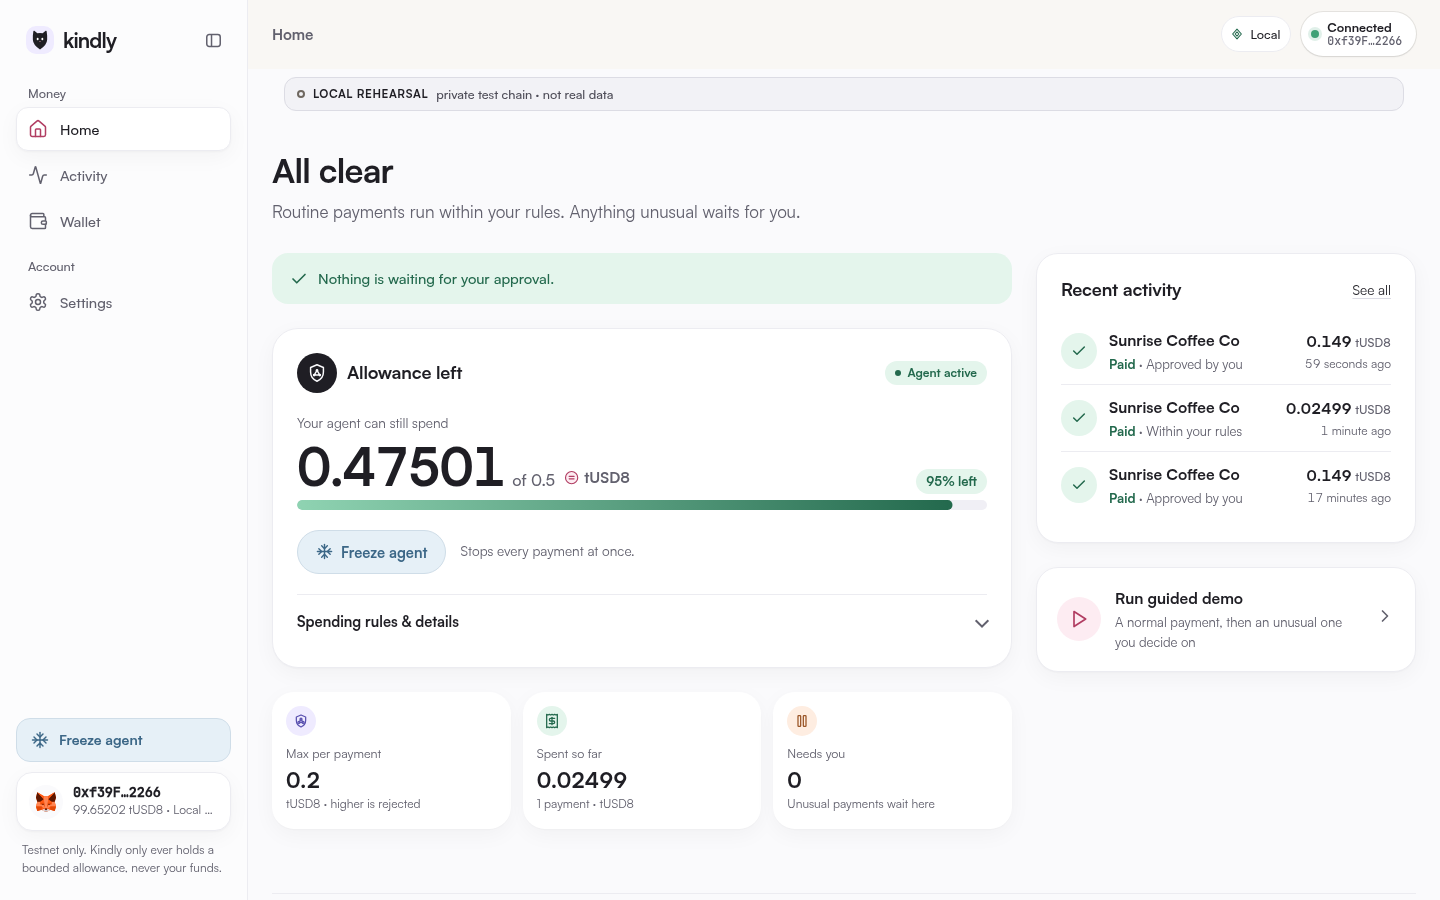 kindly
Money
Home
Activity
Wallet
Account
Settings
Freeze agent
0xf39F…2266
99.65202 tUSD8 · Local …
Testnet only. Kindly only ever holds a
bounded allowance, never your funds.
Home
Local
Connected
0xf39F…2266
LOCAL REHEARSAL private test chain · not real data
All clear
Routine payments run within your rules. Anything unusual waits for you.
Nothing is waiting for your approval.
Allowance left
Agent active
Your agent can still spend
0.47501 of 0.5 tUSD8
95% left
Freeze agent
Stops every payment at once.
Spending rules & details
Max per payment
0.2
tUSD8 · higher is rejected
Spent so far
0.02499
1 payment · tUSD8
Needs you
0
Unusual payments wait here
Recent activity
See all
Sunrise Coffee Co 0.149 tUSD8
Paid · Approved by you 59 seconds ago
Sunrise Coffee Co 0.02499 tUSD8
Paid · Within your rules 1 minute ago
Sunrise Coffee Co 0.149 tUSD8
Paid · Approved by you 17 minutes ago
Run guided demo
A normal payment, then an unusual one
you decide on